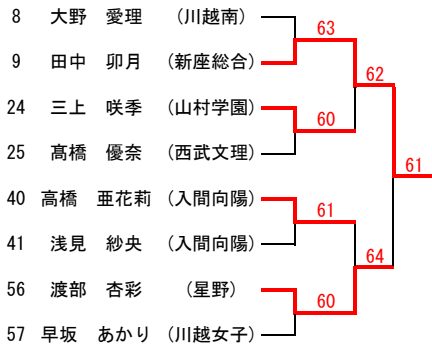 8 大野 愛理 (川越南)
63
9 田中 卯月 (新座総合)
62
24 三上 咲季 (山村学園)
60
25 髙橋 優奈 (西武文理)
61
40 高橋 亜花莉 (入間向陽)
61
41 浅見 紗央 (入間向陽)
64
56 渡部 杏彩 (星野)
60
57 早坂 あかり (川越女子)